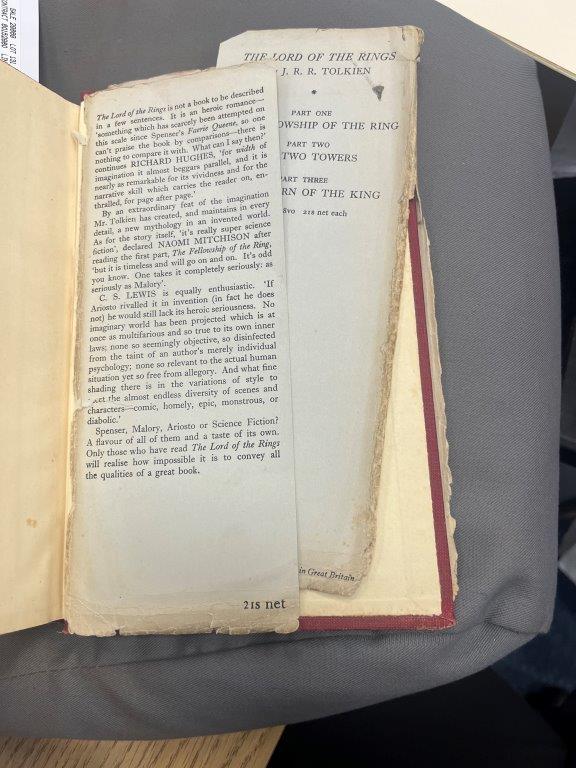 SALE 20900 LOT 121
The Lord of the Rings is not a book to be described
in a few sentences. It is an heroic romance—
'something which has scarcely been attempted on
this scale since Spenser's Faerie Queene, so one
can't praise the book by comparisons—there is
nothing to compare it with. What can I say then?'
continues RICHARD HUGHES, 'for width of
imagination it almost beggars parallel, and it is
nearly as remarkable for its vividness and for the
narrative skill which carries the reader on, en-
thralled, for page after page.'
By an extraordinary feat of the imagination
Mr. Tolkien has created, and maintains in every
detail, a new mythology in an invented world.
As for the story itself, 'it's really super science
fiction', declared NAOMI MITCHISON after
reading the first part, The Fellowship of the Ring,
'but it is timeless and will go on and on. It's odd
you know. One takes it completely seriously: as
seriously as Malory'.
C. S. LEWIS is equally enthusiastic. 'If
Ariosto rivalled it in invention (in fact he does
not) he would still lack its heroic seriousness. No
imaginary world has been projected which is at
once as multifarious and so true to its own inner
laws; none so seemingly objective, so disinfected
from the taint of an author's merely individual
psychology; none so relevant to the actual human
situation yet so free from allegory. And what fine
shading there is in the variations of style to
the almost endless diversity of scenes and
characters—comic, homely, epic, monstrous, or
diabolic.'
Spenser, Malory, Ariosto or Science Fiction?
A flavour of all of them and a taste of its own.
Only those who have read The Lord of the Rings
will realise how impossible it is to convey all
the qualities of a great book.
21s net
THE LORD OF THE RINGS
J. R. R. TOLKIEN
*
PART ONE
OWSHIP OF THE RING
PART TWO
TWO TOWERS
ART THREE
RN OF THE KING
8vo 21s net each
in Great Britain